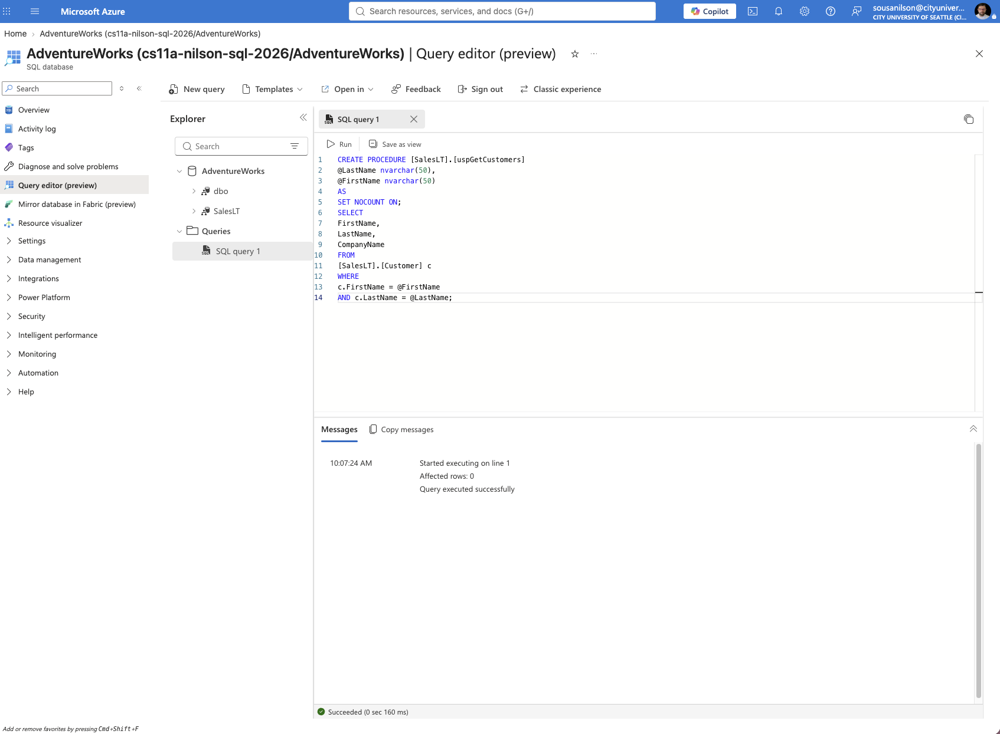 Microsoft Azure
Search resources, services, and docs (G+/)
Copilot
sousanilson@cityuniver...
CITY UNIVERSITY OF SEATTLE (CI...
Home > AdventureWorks (cs11a-nilson-sql-2026/AdventureWorks)
AdventureWorks (cs11a-nilson-sql-2026/AdventureWorks) | Query editor (preview)
SQL database
Search
Overview
Activity log
Tags
Diagnose and solve problems
Query editor (preview)
Mirror database in Fabric (preview)
Resource visualizer
Settings
Data management
Integrations
Power Platform
Security
Intelligent performance
Monitoring
Automation
Help
New query
Templates
Open in
Feedback
Sign out
Classic experience
Explorer
Search
AdventureWorks
dbo
SalesLT
Queries
SQL query 1
SQL query 1
Run
Save as view
1 CREATE PROCEDURE [SalesLT].[uspGetCustomers]
2 @LastName nvarchar(50),
3 @FirstName nvarchar(50)
4 AS
5 SET NOCOUNT ON;
6 SELECT
7 FirstName,
8 LastName,
9 CompanyName
10 FROM
11 [SalesLT].[Customer] c
12 WHERE
13 c.FirstName = @FirstName
14 AND c.LastName = @LastName;
Messages
Copy messages
10:07:24 AM Started executing on line 1
Affected rows: 0
Query executed successfully
Succeeded (0 sec 160 ms)
Add or remove favorites by pressing Cmd+Shift+F